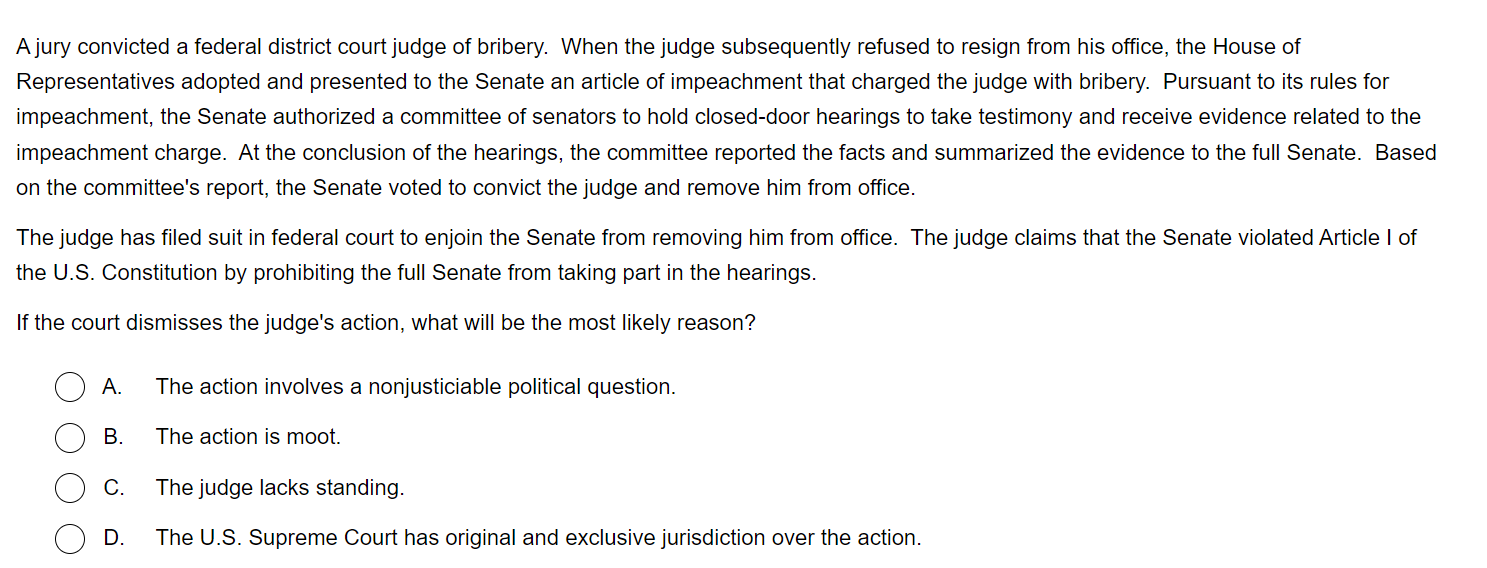 A jury convicted a federal district court judge of bribery.  When the judge subsequently refused to resign from his office, the House of
Representatives adopted and presented to the Senate an article of impeachment that charged the judge with bribery.  Pursuant to its rules for
impeachment, the Senate authorized a committee of senators to hold closed-door hearings to take testimony and receive evidence related to the
impeachment charge.  At the conclusion of the hearings, the committee reported the facts and summarized the evidence to the full Senate.  Based
on the committee's report, the Senate voted to convict the judge and remove him from office.
The judge has filed suit in federal court to enjoin the Senate from removing him from office.  The judge claims that the Senate violated Article I of
the U.S. Constitution by prohibiting the full Senate from taking part in the hearings.
If the court dismisses the judge's action, what will be the most likely reason?
A. The action involves a nonjusticiable political question.
B. The action is moot.
C. The judge lacks standing.
D. The U.S. Supreme Court has original and exclusive jurisdiction over the action.